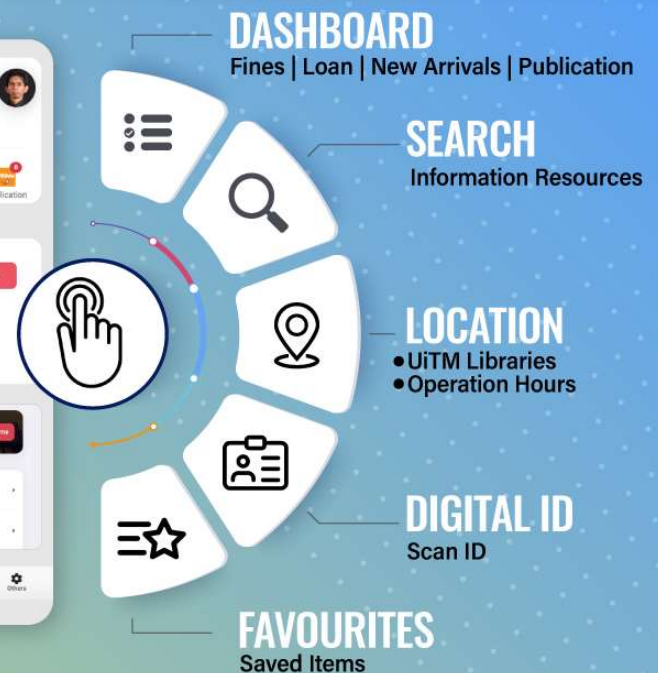 DASHBOARD
Fines | Loan | New Arrivals | Publication
SEARCH
Information Resources
LOCATION
●UiTM Libraries
●Operation Hours
DIGITAL ID
Scan ID
FAVOURITES
Saved Items
Others